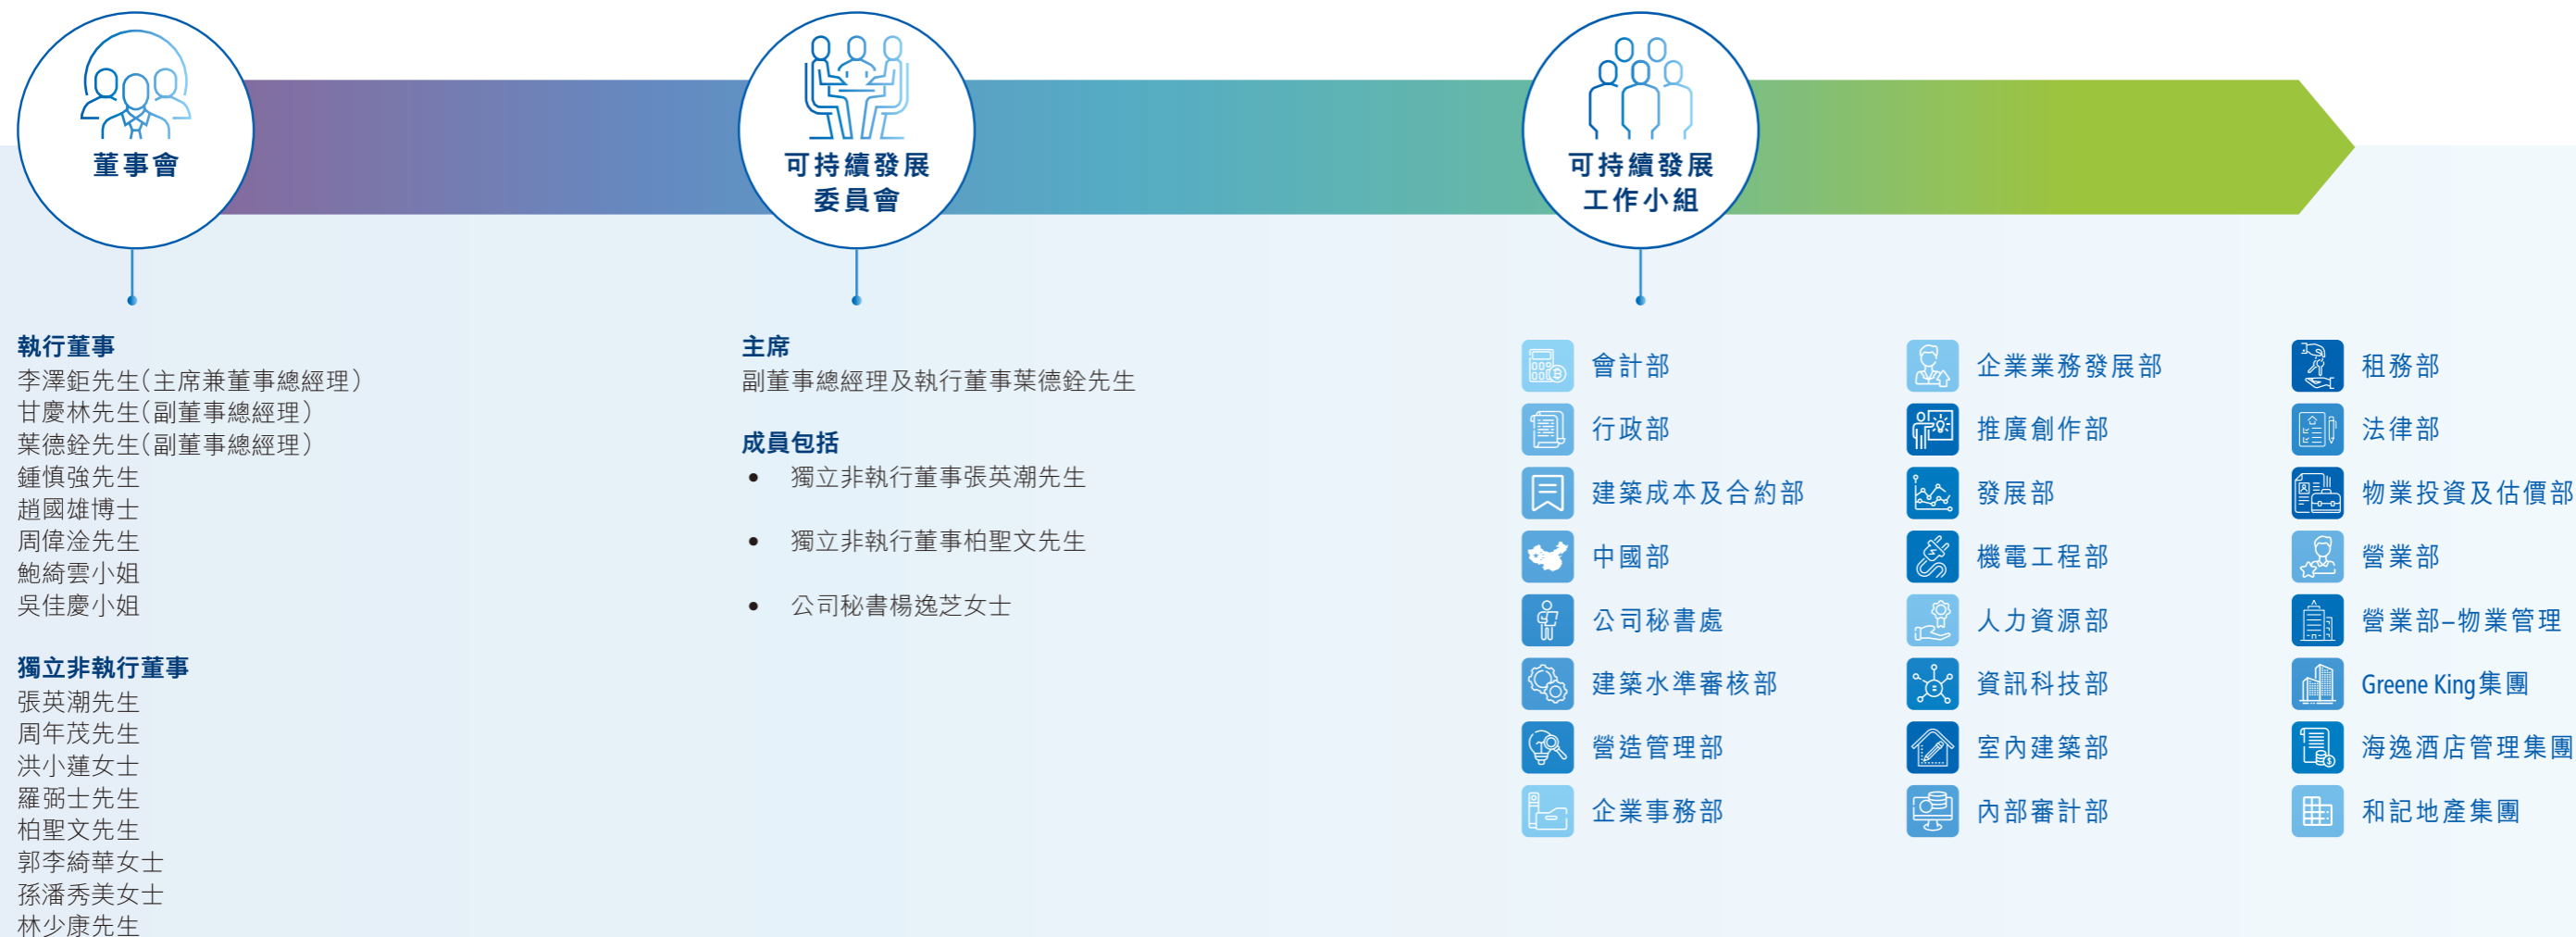 董事會
執行董事
李澤鉅先生（主席兼董事總經理）
甘慶林先生（副董事總經理）
葉德銓先生（副董事總經理）
鍾慎強先生
趙國雄博士
周偉淦先生
鮑綺雲小姐
吳佳慶小姐
獨立非執行董事
張英潮先生
周年茂先生
洪小蓮女士
羅弼士先生
柏聖文先生
郭李綺華女士
孫潘秀美女士
林少康先生
可持續發展
委員會
主席
副董事總經理及執行董事葉德銓先生
成員包括
• 獨立非執行董事張英潮先生
• 獨立非執行董事柏聖文先生
• 公司秘書楊逸芝女士
可持續發展
工作小組
會計部
行政部
建築成本及合約部
中國部
公司秘書處
建築水準審核部
營造管理部
企業事務部
企業業務發展部
推廣創作部
發展部
機電工程部
人力資源部
資訊科技部
室內建築部
內部審計部
租務部
法律部
物業投資及估價部
營業部
營業部–物業管理
Greene King集團
海逸酒店管理集團
和記地產集團